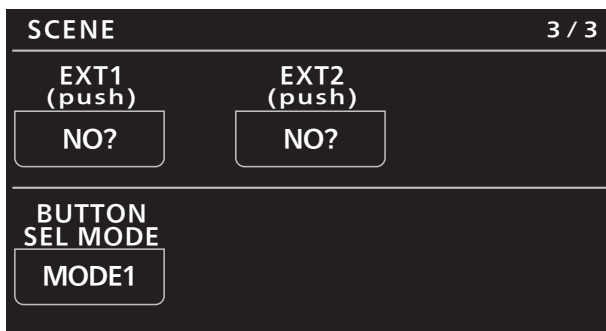 SCENE 3/3
EXT1 EXT2
(push) (push)
NO? NO?
BUTTON
SEL MODE
MODE1